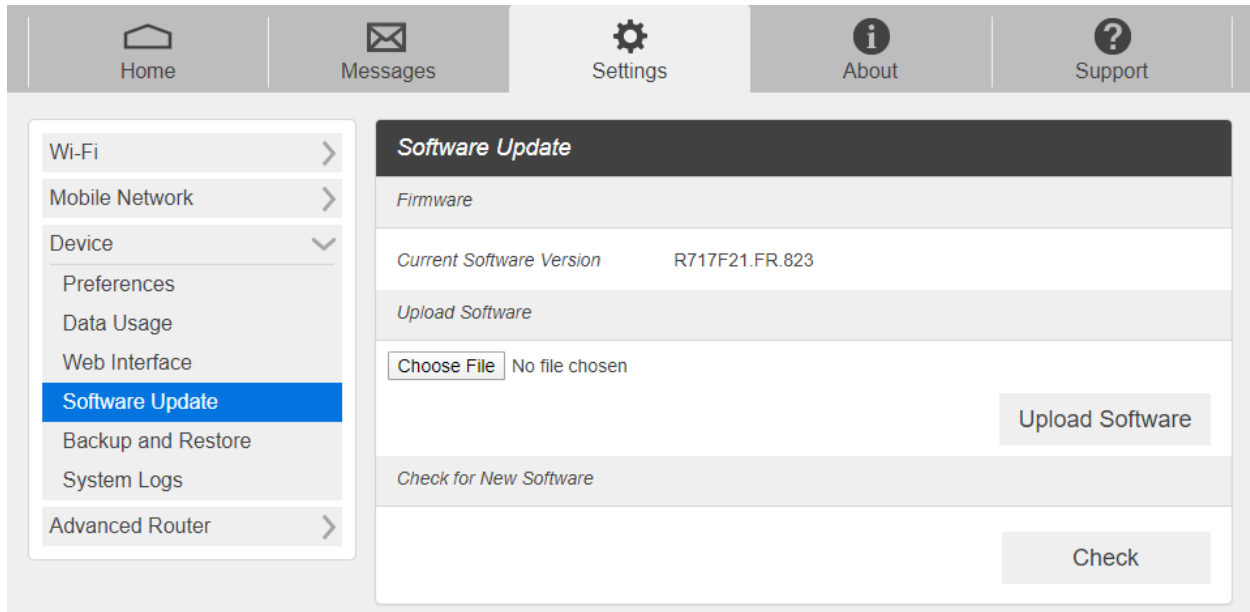 Home
Messages
Settings
About
Support
Wi-Fi
Mobile Network
Device
Preferences
Data Usage
Web Interface
Software Update
Backup and Restore
System Logs
Advanced Router
Software Update
Firmware
Current Software Version R717F21.FR.823
Upload Software
Choose File No file chosen
Upload Software
Check for New Software
Check